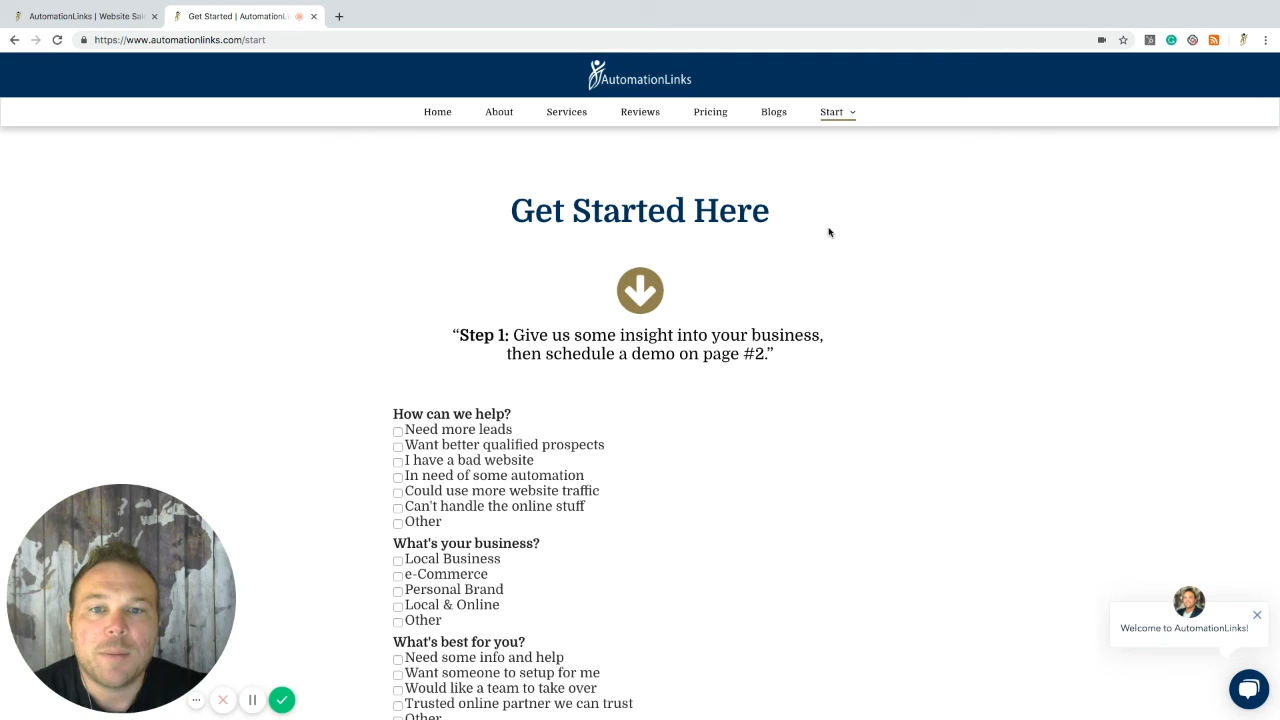 AutomationLinks | Website Sal
Get Started | AutomationLi
https://www.automationlinks.com/start
AutomationLinks
Home About Services Reviews Pricing Blogs Start
Get Started Here
“Step 1: Give us some insight into your business,
then schedule a demo on page #2.”
How can we help?
Need more leads
Want better qualified prospects
I have a bad website
In need of some automation
Could use more website traffic
Can't handle the online stuff
Other
What's your business?
Local Business
e-Commerce
Personal Brand
Local & Online
Other
What's best for you?
Need some info and help
Want someone to setup for me
Would like a team to take over
Trusted online partner we can trust
Other
Welcome to AutomationLinks!